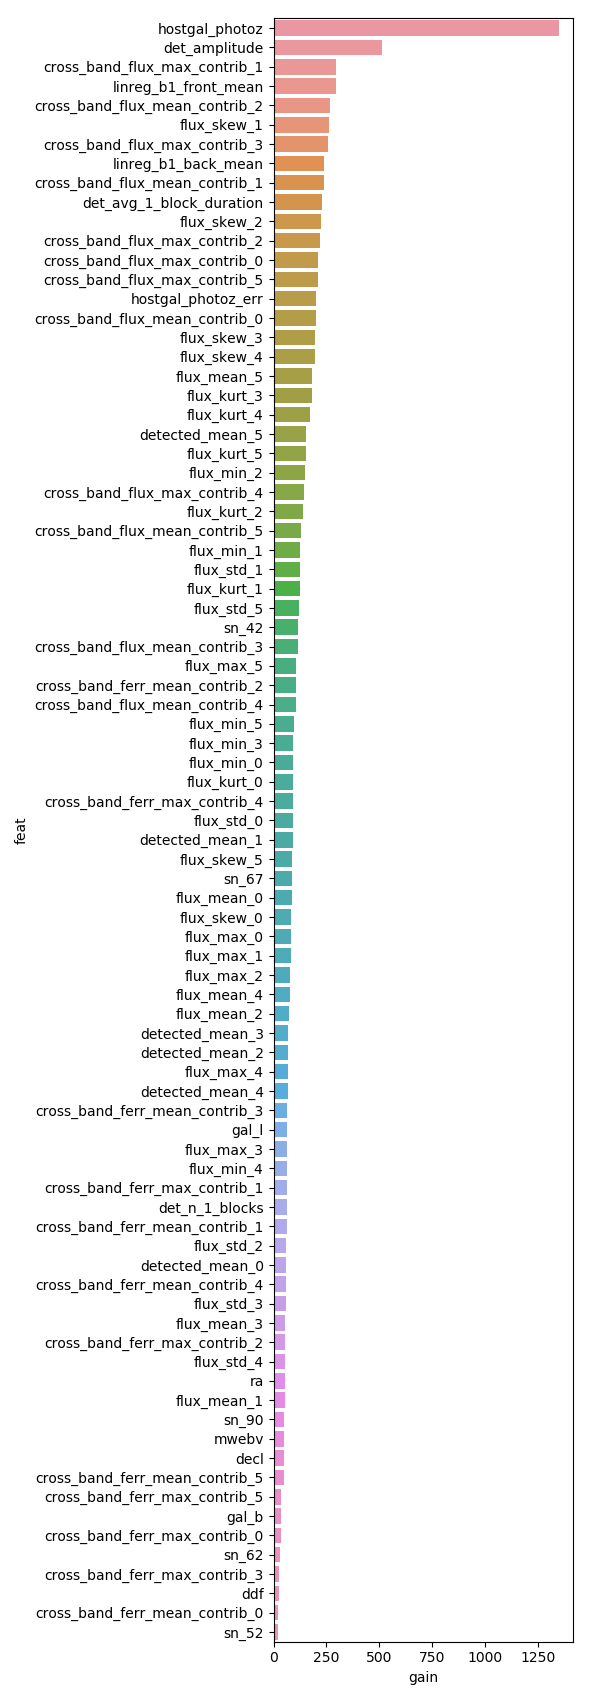 hostgal_photoz
det_amplitude
cross_band_flux_max_contrib_1
linreg_b1_front_mean
cross_band_flux_mean_contrib_2
flux_skew_1
cross_band_flux_max_contrib_3
linreg_b1_back_mean
cross_band_flux_mean_contrib_1
det_avg_1_block_duration
flux_skew_2
cross_band_flux_max_contrib_2
cross_band_flux_max_contrib_0
cross_band_flux_max_contrib_5
hostgal_photoz_err
cross_band_flux_mean_contrib_0
flux_skew_3
flux_skew_4
flux_mean_5
flux_kurt_3
flux_kurt_4
detected_mean_5
flux_kurt_5
flux_min_2
cross_band_flux_max_contrib_4
flux_kurt_2
cross_band_flux_mean_contrib_5
flux_min_1
flux_std_1
flux_kurt_1
flux_std_5
sn_42
cross_band_flux_mean_contrib_3
flux_max_5
cross_band_ferr_mean_contrib_2
cross_band_flux_mean_contrib_4
flux_min_5
flux_min_3
flux_min_0
flux_kurt_0
cross_band_ferr_max_contrib_4
flux_std_0
detected_mean_1
flux_skew_5
sn_67
flux_mean_0
flux_skew_0
flux_max_0
flux_max_1
flux_max_2
flux_mean_4
flux_mean_2
detected_mean_3
detected_mean_2
flux_max_4
detected_mean_4
cross_band_ferr_mean_contrib_3
gal_l
flux_max_3
flux_min_4
cross_band_ferr_max_contrib_1
det_n_1_blocks
cross_band_ferr_mean_contrib_1
flux_std_2
detected_mean_0
cross_band_ferr_mean_contrib_4
flux_std_3
flux_mean_3
cross_band_ferr_max_contrib_2
flux_std_4
ra
flux_mean_1
sn_90
mwebv
decl
cross_band_ferr_mean_contrib_5
cross_band_ferr_max_contrib_5
gal_b
cross_band_ferr_max_contrib_0
sn_62
cross_band_ferr_max_contrib_3
ddf
cross_band_ferr_mean_contrib_0
sn_52
feat
0 250 500 750 1000 1250
gain